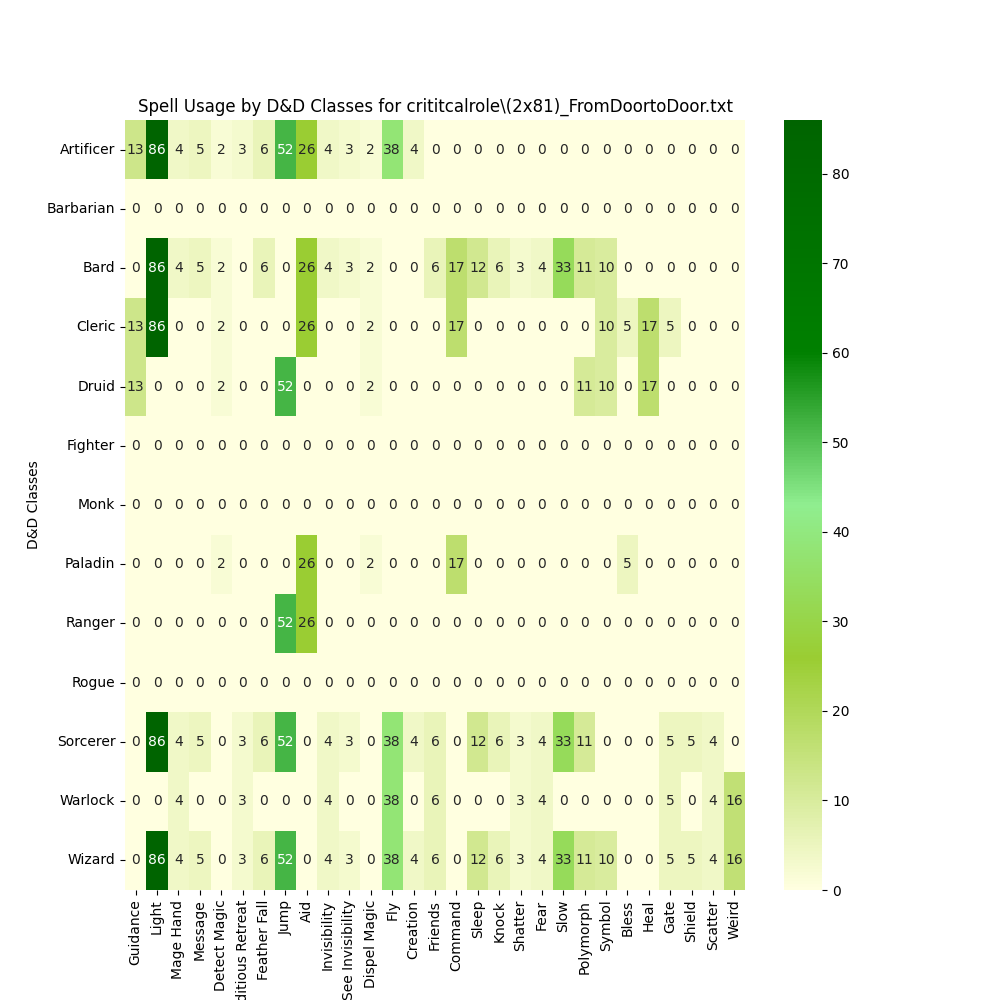 Spell Usage by D&D Classes for crititcalrole\(2x81)_FromDoortoDoor.txt
D&D Classes
Artificer 13 86 4 5 2 3 6 52 26 4 3 2 38 4 0 0 0 0 0 0 0 0 0 0 0 0 0 0 0
Barbarian 0 0 0 0 0 0 0 0 0 0 0 0 0 0 0 0 0 0 0 0 0 0 0 0 0 0 0 0 0
Bard 0 86 4 5 2 0 6 0 26 4 3 2 0 0 6 17 12 6 3 4 33 11 10 0 0 0 0 0 0
Cleric 13 86 0 0 2 0 0 0 26 0 0 2 0 0 0 17 0 0 0 0 0 0 10 5 17 5 0 0 0
Druid 13 0 0 0 2 0 0 52 0 0 0 2 0 0 0 0 0 0 0 0 0 11 10 0 17 0 0 0 0
Fighter 0 0 0 0 0 0 0 0 0 0 0 0 0 0 0 0 0 0 0 0 0 0 0 0 0 0 0 0 0
Monk 0 0 0 0 0 0 0 0 0 0 0 0 0 0 0 0 0 0 0 0 0 0 0 0 0 0 0 0 0
Paladin 0 0 0 0 2 0 0 0 26 0 0 2 0 0 0 17 0 0 0 0 0 0 0 5 0 0 0 0 0
Ranger 0 0 0 0 0 0 0 52 26 0 0 0 0 0 0 0 0 0 0 0 0 0 0 0 0 0 0 0 0
Rogue 0 0 0 0 0 0 0 0 0 0 0 0 0 0 0 0 0 0 0 0 0 0 0 0 0 0 0 0 0
Sorcerer 0 86 4 5 0 3 6 52 0 4 3 0 38 4 6 0 12 6 3 4 33 11 0 0 0 5 5 4 0
Warlock 0 0 4 0 0 3 0 0 0 4 0 0 38 0 6 0 0 0 3 4 0 0 0 0 0 5 0 4 16
Wizard 0 86 4 5 0 3 6 52 0 4 3 0 38 4 6 0 12 6 3 4 33 11 10 0 0 5 5 4 16
Guidance
Light
Mage Hand
Message
Detect Magic
ditious Retreat
Feather Fall
Jump
Aid
Invisibility
See Invisibility
Dispel Magic
Fly
Creation
Friends
Command
Sleep
Knock
Shatter
Fear
Slow
Polymorph
Symbol
Bless
Heal
Gate
Shield
Scatter
Weird
80
70
60
50
40
30
20
10
0